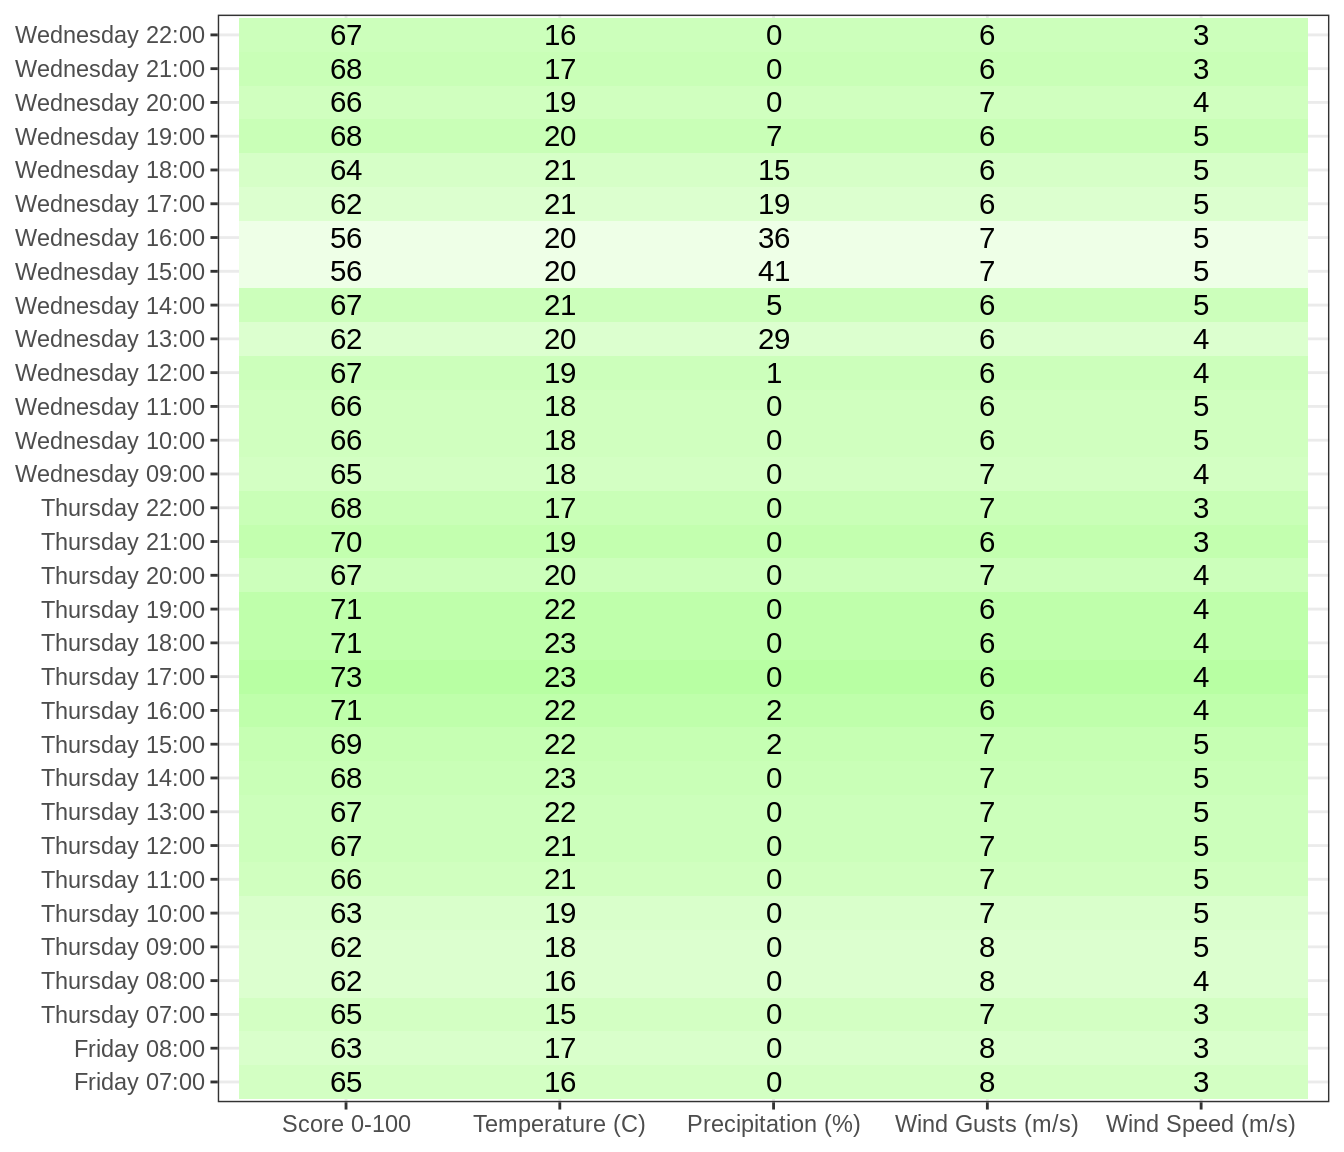 Wednesday 22:00 67 16 0 6 3
Wednesday 21:00 68 17 0 6 3
Wednesday 20:00 66 19 0 7 4
Wednesday 19:00 68 20 7 6 5
Wednesday 18:00 64 21 15 6 5
Wednesday 17:00 62 21 19 6 5
Wednesday 16:00 56 20 36 7 5
Wednesday 15:00 56 20 41 7 5
Wednesday 14:00 67 21 5 6 5
Wednesday 13:00 62 20 29 6 4
Wednesday 12:00 67 19 1 6 4
Wednesday 11:00 66 18 0 6 5
Wednesday 10:00 66 18 0 6 5
Wednesday 09:00 65 18 0 7 4
Thursday 22:00 68 17 0 7 3
Thursday 21:00 70 19 0 6 3
Thursday 20:00 67 20 0 7 4
Thursday 19:00 71 22 0 6 4
Thursday 18:00 71 23 0 6 4
Thursday 17:00 73 23 0 6 4
Thursday 16:00 71 22 2 6 4
Thursday 15:00 69 22 2 7 5
Thursday 14:00 68 23 0 7 5
Thursday 13:00 67 22 0 7 5
Thursday 12:00 67 21 0 7 5
Thursday 11:00 66 21 0 7 5
Thursday 10:00 63 19 0 7 5
Thursday 09:00 62 18 0 8 5
Thursday 08:00 62 16 0 8 4
Thursday 07:00 65 15 0 7 3
Friday 08:00 63 17 0 8 3
Friday 07:00 65 16 0 8 3
Score 0-100 Temperature (C) Precipitation (%) Wind Gusts (m/s) Wind Speed (m/s)